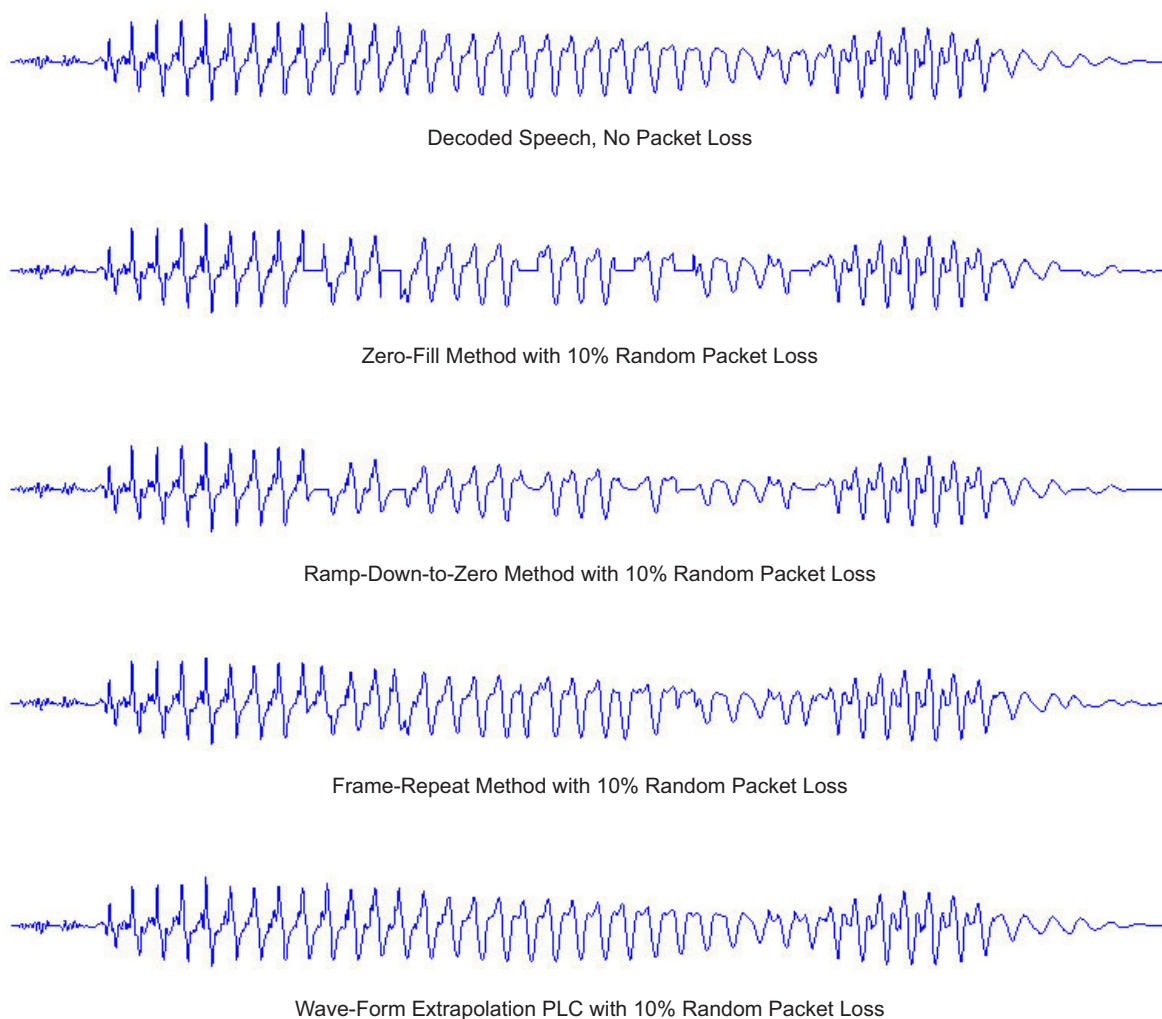 Decoded Speech, No Packet Loss
Zero-Fill Method with 10% Random Packet Loss
Ramp-Down-to-Zero Method with 10% Random Packet Loss
Frame-Repeat Method with 10% Random Packet Loss
Wave-Form Extrapolation PLC with 10% Random Packet Loss